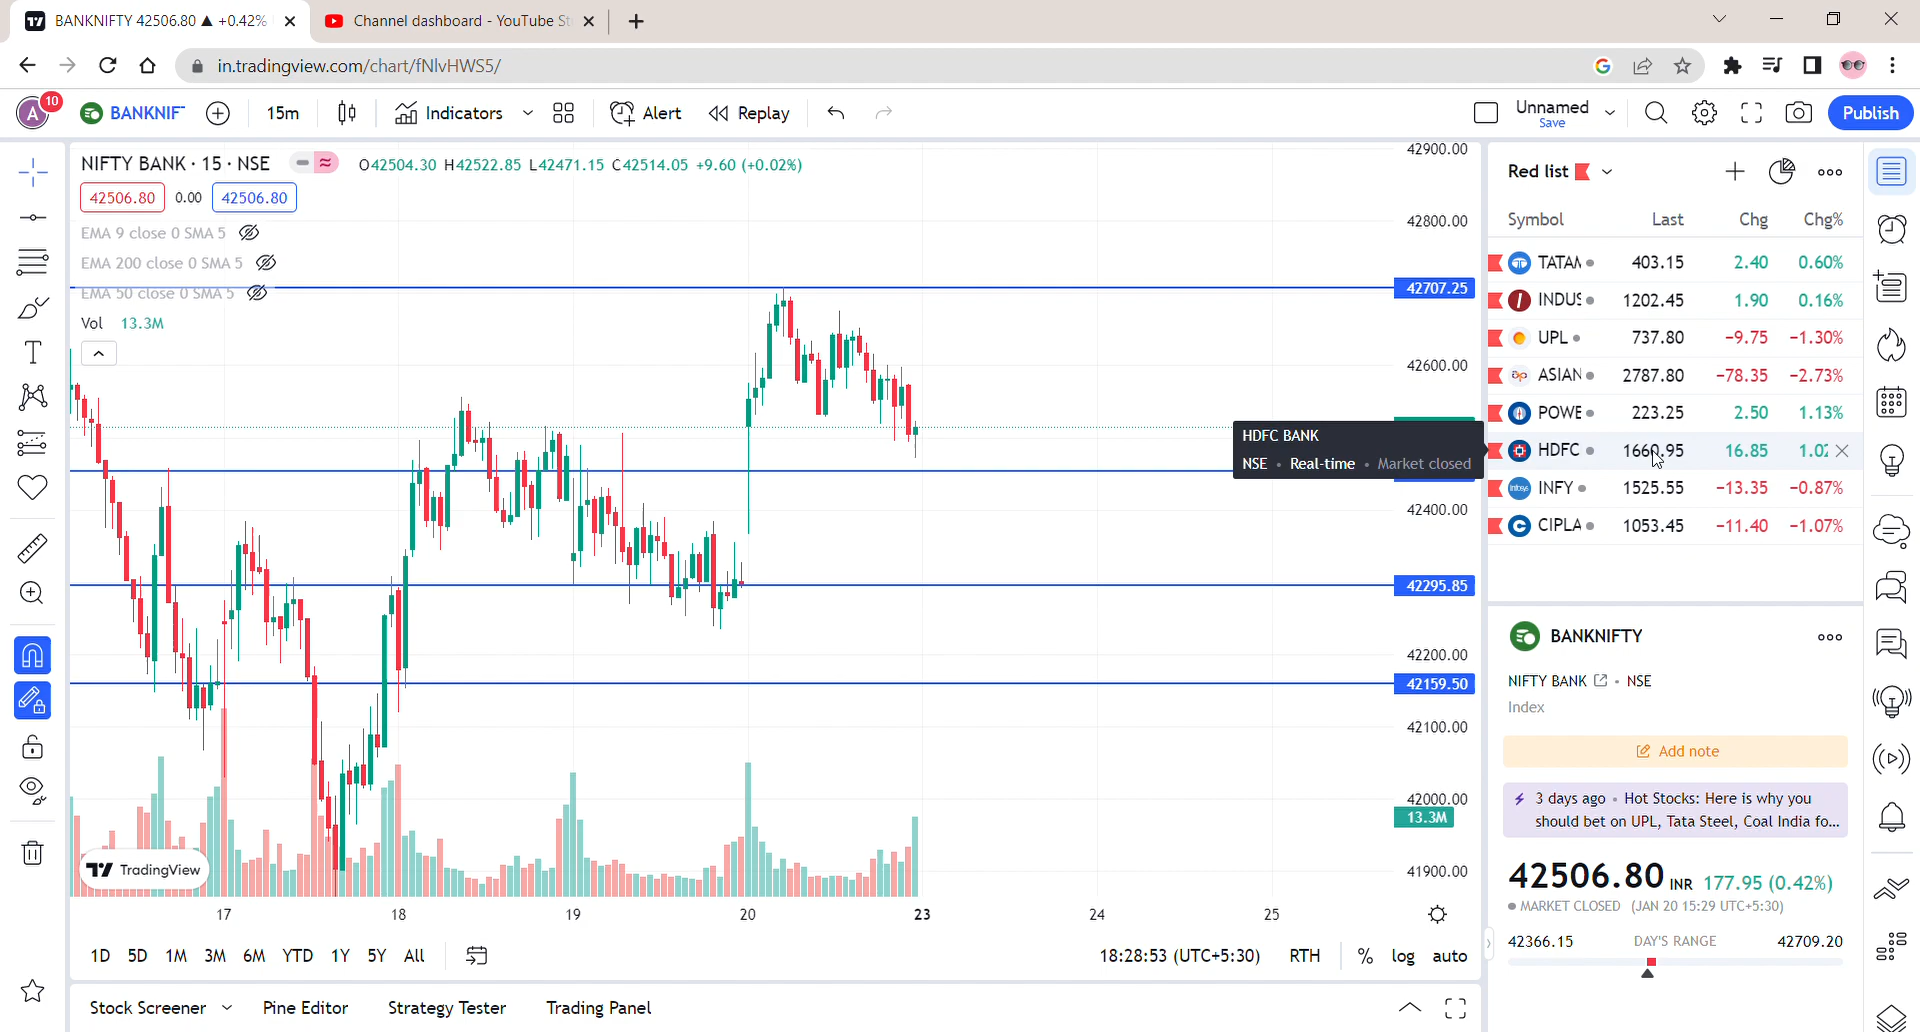 BANKNIFTY 42506.80 ▲ +0.42%
Channel dashboard - YouTube St
in.tradingview.com/chart/fNlvHWS5/
A 10 BANKNIF 15m Indicators Alert Replay Unnamed Save Publish
NIFTY BANK · 15 · NSE O42504.30 H42522.85 L42471.15 C42514.05 +9.60 (+0.02%)
42506.80 0.00 42506.80
EMA 9 close 0 SMA 5
EMA 200 close 0 SMA 5
EMA 50 close 0 SMA 5
Vol 13.3M
42900.00
42800.00
42707.25
42600.00
42400.00
42295.85
42200.00
42159.50
42100.00
42000.00
13.3M
41900.00
TradingView
17 18 19 20 23 24 25
1D 5D 1M 3M 6M YTD 1Y 5Y All 18:28:53 (UTC+5:30) RTH % log auto
Stock Screener Pine Editor Strategy Tester Trading Panel
HDFC BANK
NSE • Real-time • Market closed
Red list
Symbol Last Chg Chg%
TATAM 403.15 2.40 0.60%
INDUS 1202.45 1.90 0.16%
UPL 737.80 −9.75 −1.30%
ASIAN 2787.80 −78.35 −2.73%
POWE 223.25 2.50 1.13%
HDFC 1660.95 16.85 1.02
INFY 1525.55 −13.35 −0.87%
CIPLA 1053.45 −11.40 −1.07%
BANKNIFTY
NIFTY BANK • NSE
Index
Add note
3 days ago • Hot Stocks: Here is why you
should bet on UPL, Tata Steel, Coal India fo...
42506.80 INR 177.95 (0.42%)
MARKET CLOSED (JAN 20 15:29 UTC+5:30)
42366.15 DAY'S RANGE 42709.20